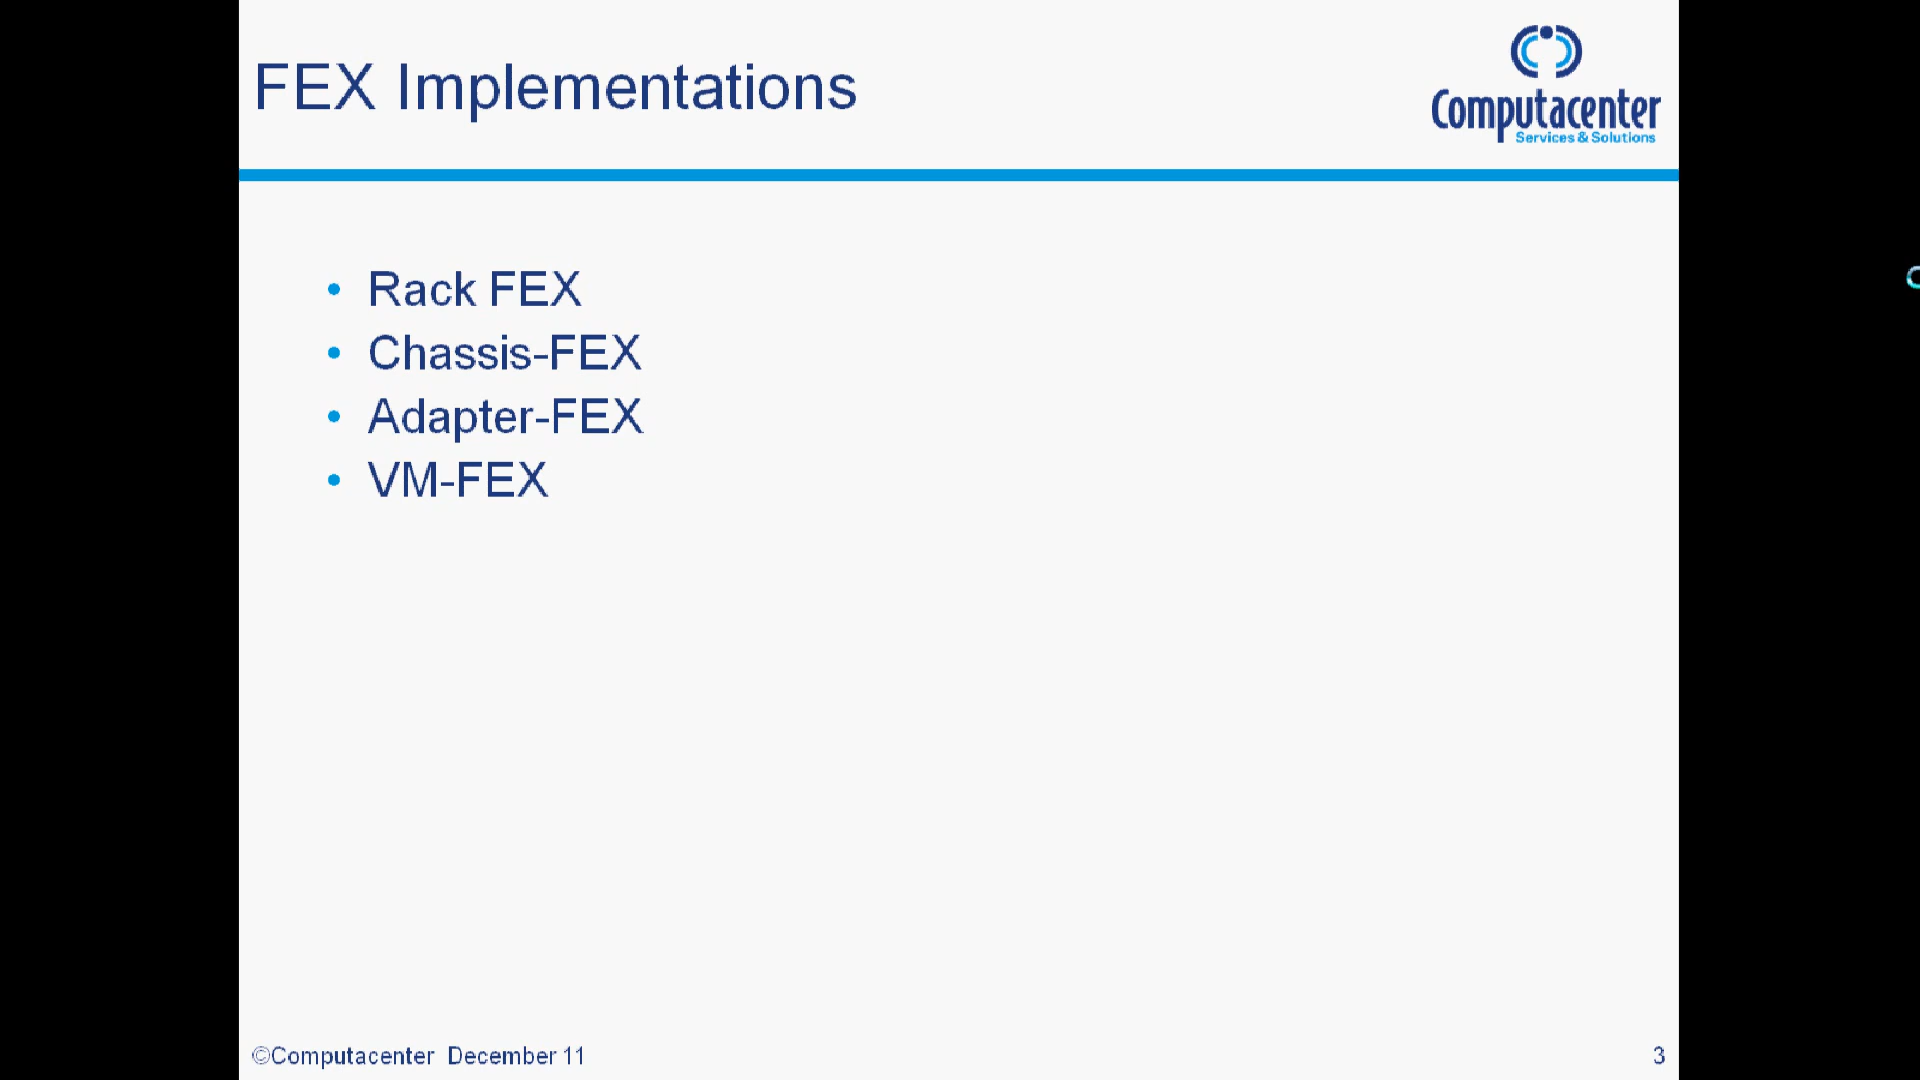 FEX Implementations
Computacenter
Services & Solutions
• Rack FEX
• Chassis-FEX
• Adapter-FEX
• VM-FEX
©Computacenter December 11
3